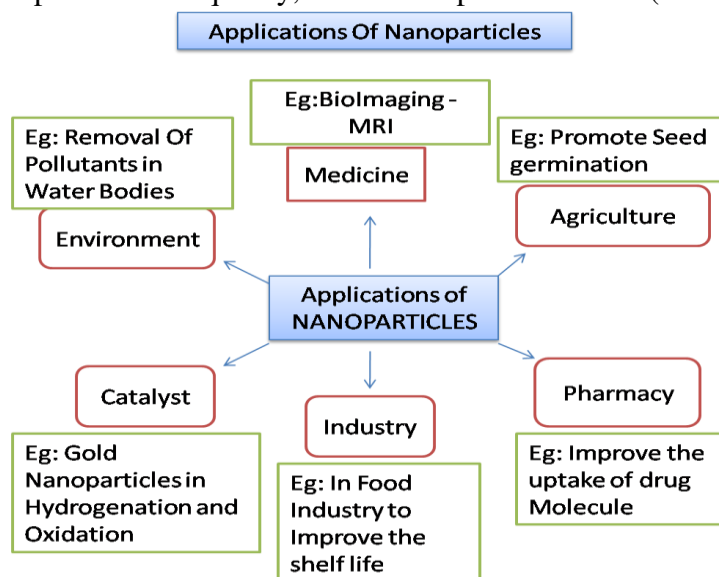 Applications Of Nanoparticles
Eg:BioImaging -
MRI
Medicine
Eg: Removal Of
Pollutants in
Water Bodies
Environment
Eg: Promote Seed
germination
Agriculture
Applications of
NANOPARTICLES
Catalyst
Eg: Gold
Nanoparticles in
Hydrogenation and
Oxidation
Industry
Eg: In Food
Industry to
Improve the
shelf life
Pharmacy
Eg: Improve the
uptake of drug
Molecule